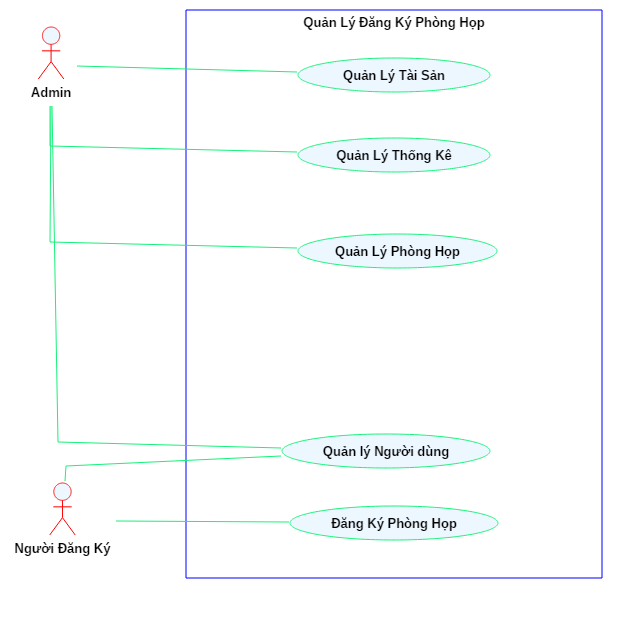 Quản Lý Đăng Ký Phòng Họp
Quản Lý Tài Sản
Admin
Quản Lý Thống Kê
Quản Lý Phòng Họp
Quản lý Người dùng
Đăng Ký Phòng Họp
Người Đăng Ký